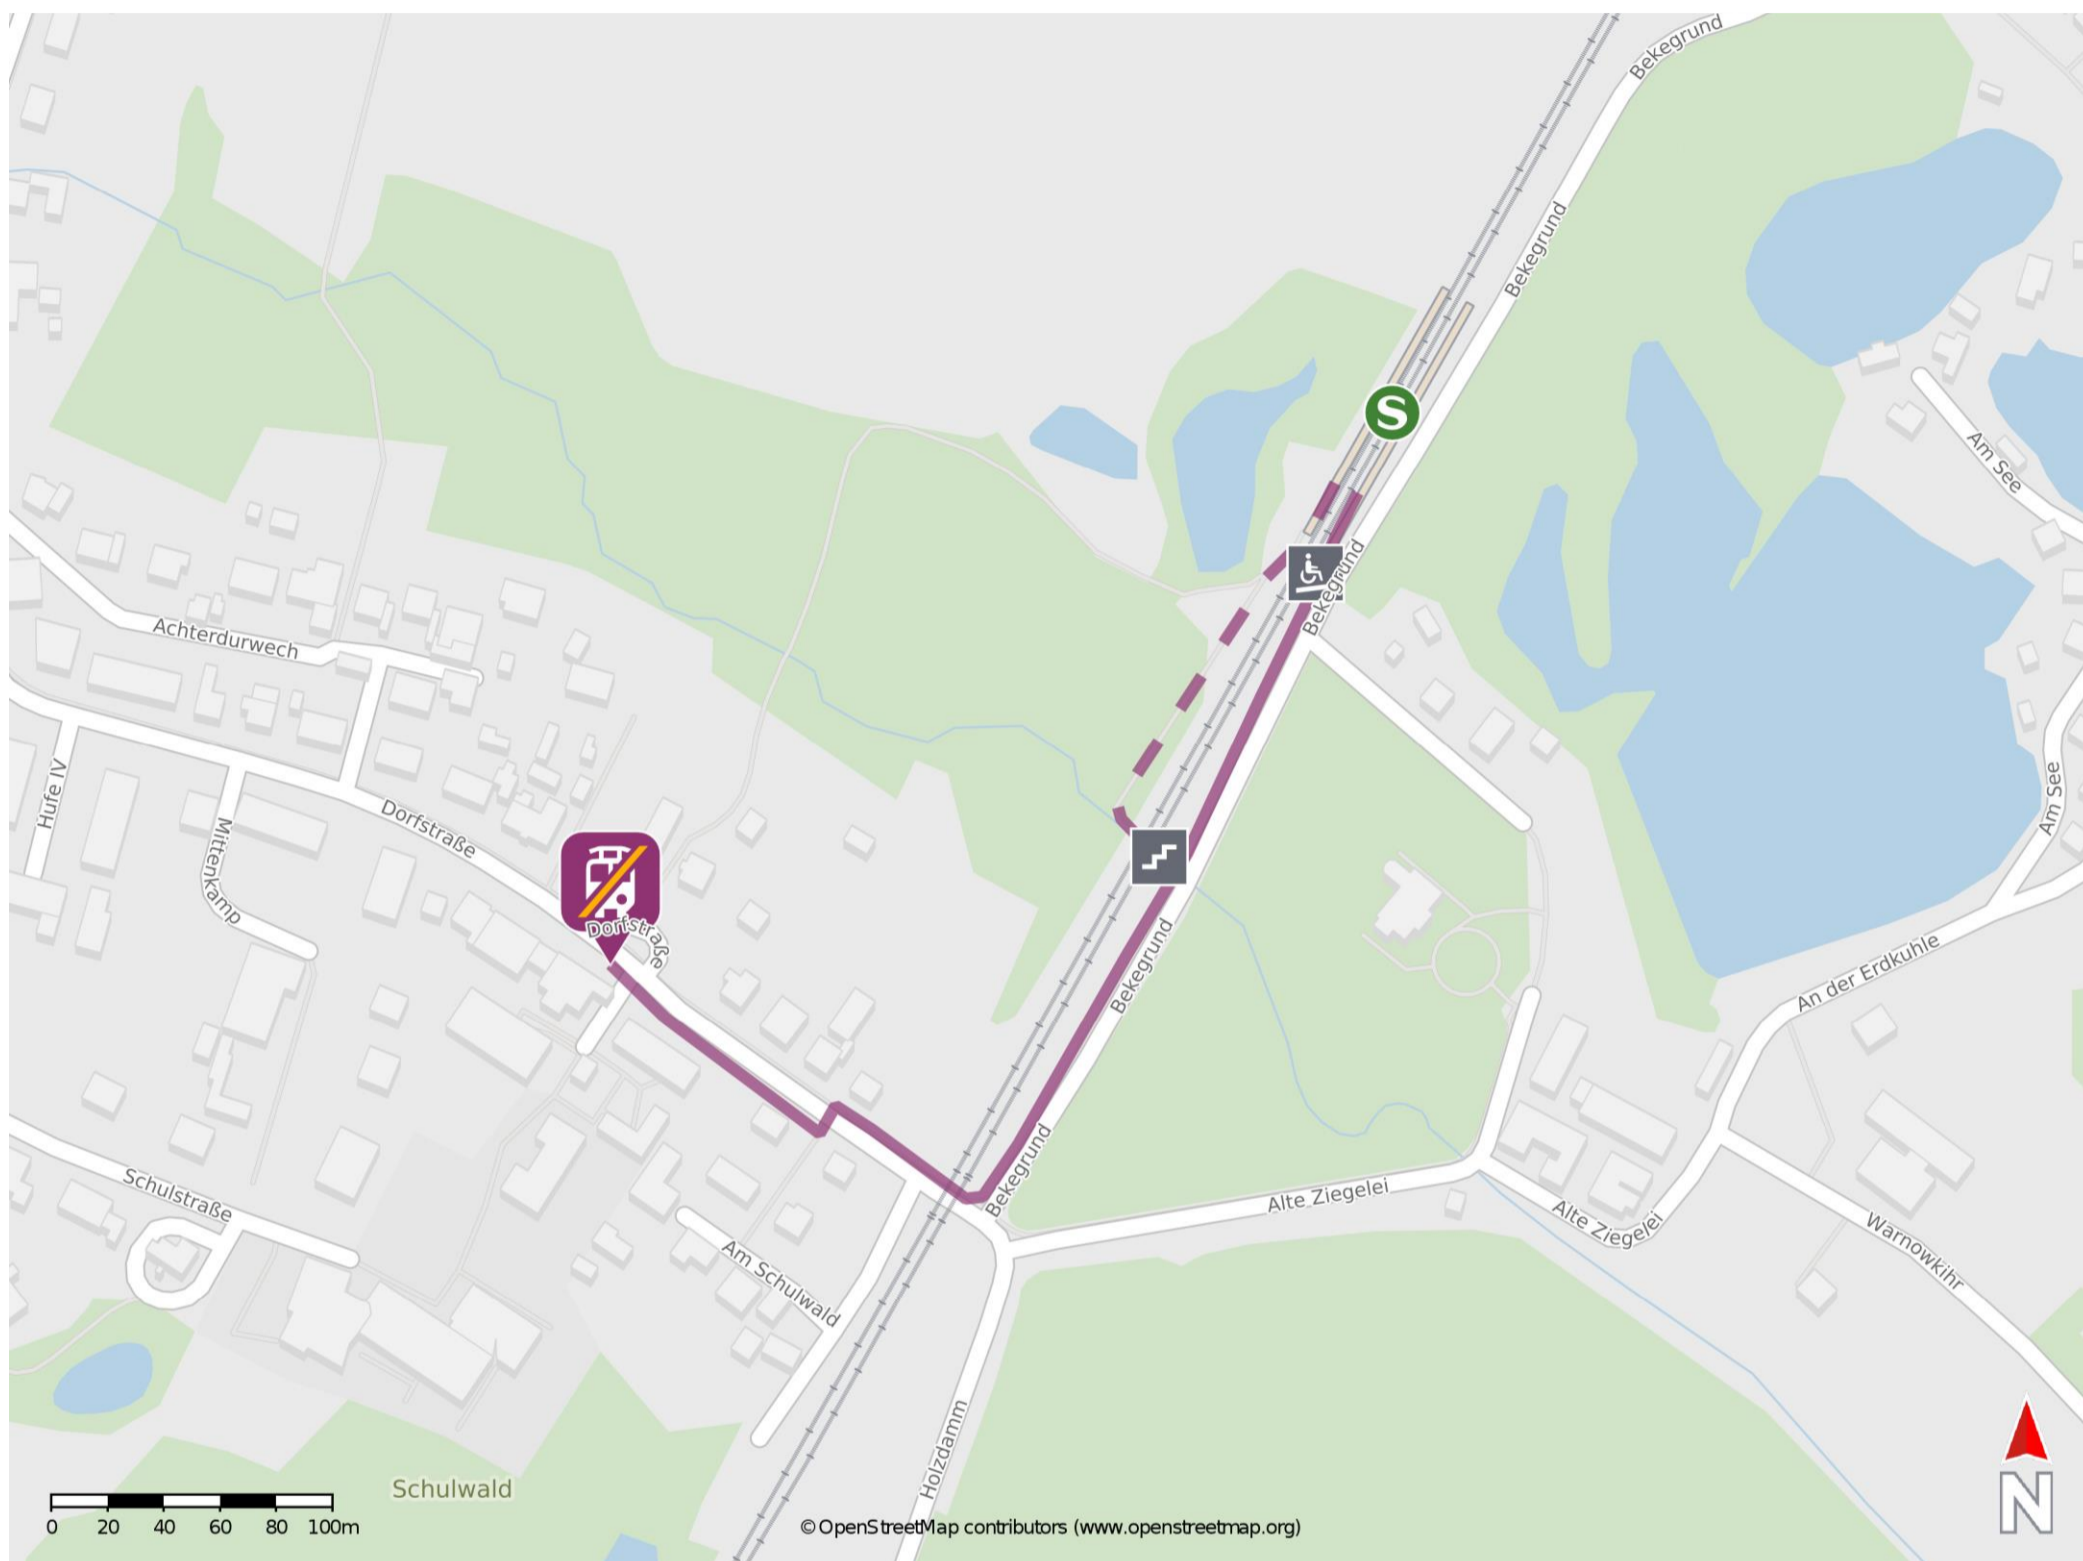 Bekegrund
Bekegrund
Am See
S
Bekegrund
Achterdurwech
Hufe IV
Mittenkamp
Dorfstraße
Am See
Dorfstraße
Bekegrund
An der Erdkuhle
Bekegrund
Schulstraße
Alte Ziegelei
Alte Ziegelei
Warnowkihr
Am Schulwald
Holzdamm
Schulwald
N
0 20 40 60 80 100m
© OpenStreetMap contributors (www.openstreetmap.org)